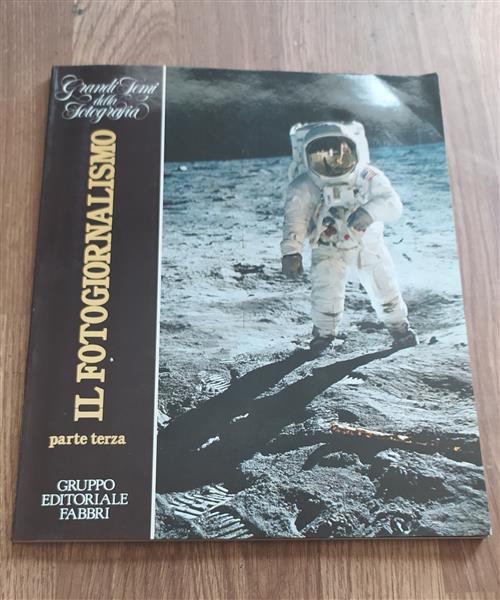 Grandi Temi
della
Fotografia
IL FOTOGIORNALISMO
parte terza
GRUPPO
EDITORIALE
FABBRI